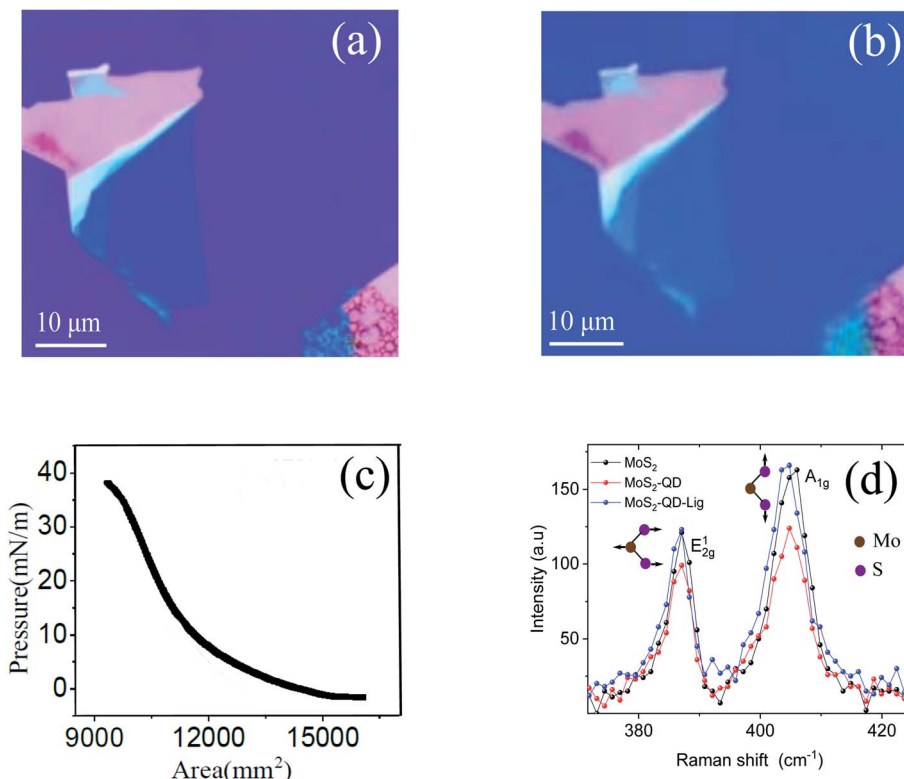 (a)
10 μm
(b)
10 μm
(c)
Pressure(mN/m)
40
30
20
10
0
9000 12000 15000
Area(mm²)
(d)
MoS₂
MoS₂-QD
MoS₂-QD-Lig
E¹₂g
A₁g
Mo
S
Intensity (a.u)
150
100
50
380 400 420
Raman shift (cm⁻¹)